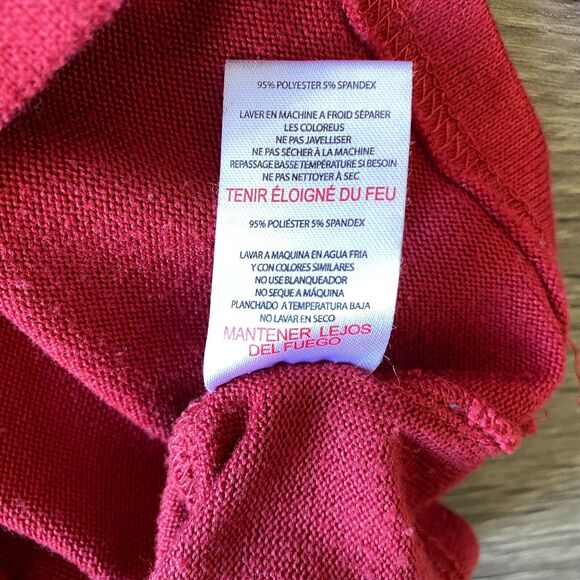 95% POLYESTER 5% SPANDEX
LAVER EN MACHINE A FROID SÉPARER
LES COLOREUS
NE PAS JAVELLISER
NE PAS SÉCHER À LA MACHINE
REPASSAGE BASSE TEMPÉRATURE SI BESOIN
NE PAS NETTOYER À SEC
TENIR ÉLOIGNÉ DU FEU
95% POLIÉSTER 5% SPANDEX
LAVAR A MAQUINA EN AGUA FRIA
Y CON COLORES SIMILARES
NO USE BLANQUEADOR
NO SEQUE A MÁQUINA
PLANCHADO A TEMPERATURA BAJA
NO LAVAR EN SECO
MANTENER LEJOS
DEL FUEGO